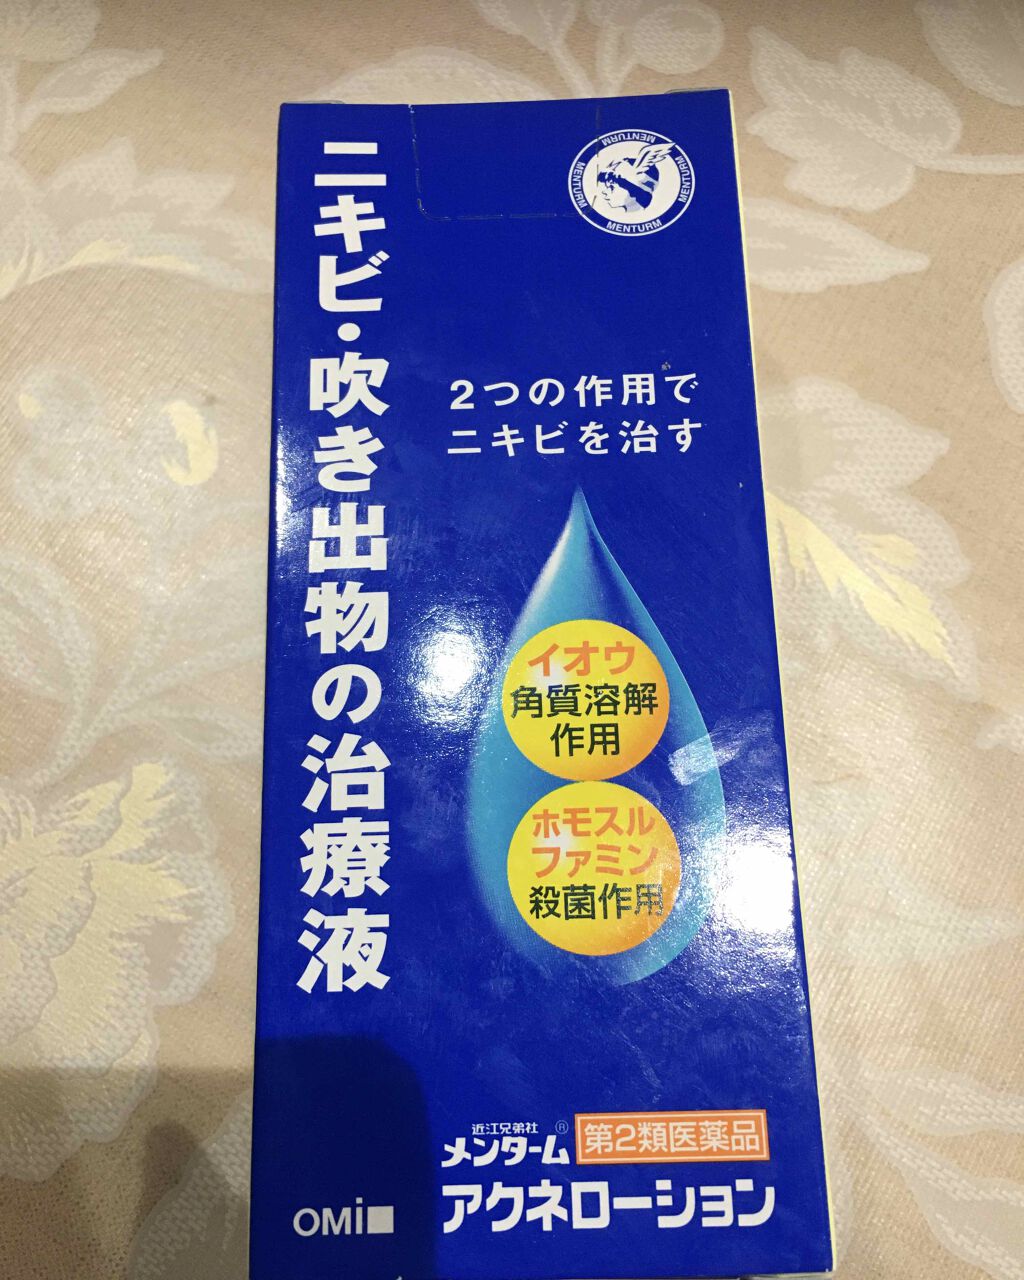 ニキビ・吹き出物の治療液
MENTURM
MENTURM
MENTURM
MENTURM
2つの作用で
ニキビを治す
イオウ
角質溶解
作用
ホモスル
ファミン
殺菌作用
近江兄弟社
メンターム®
第2類医薬品
アクネローション
OMi